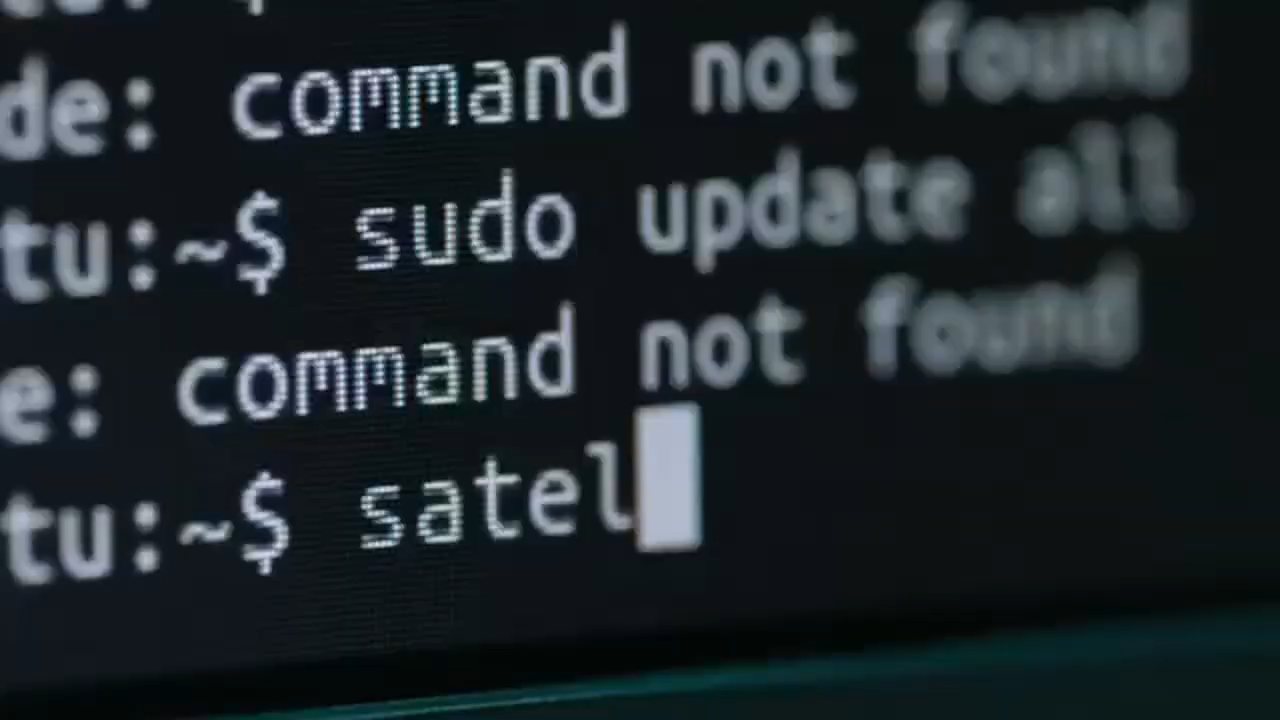 de: command not found
tu:~$ sudo update all
e: command not found
tu:~$ satel